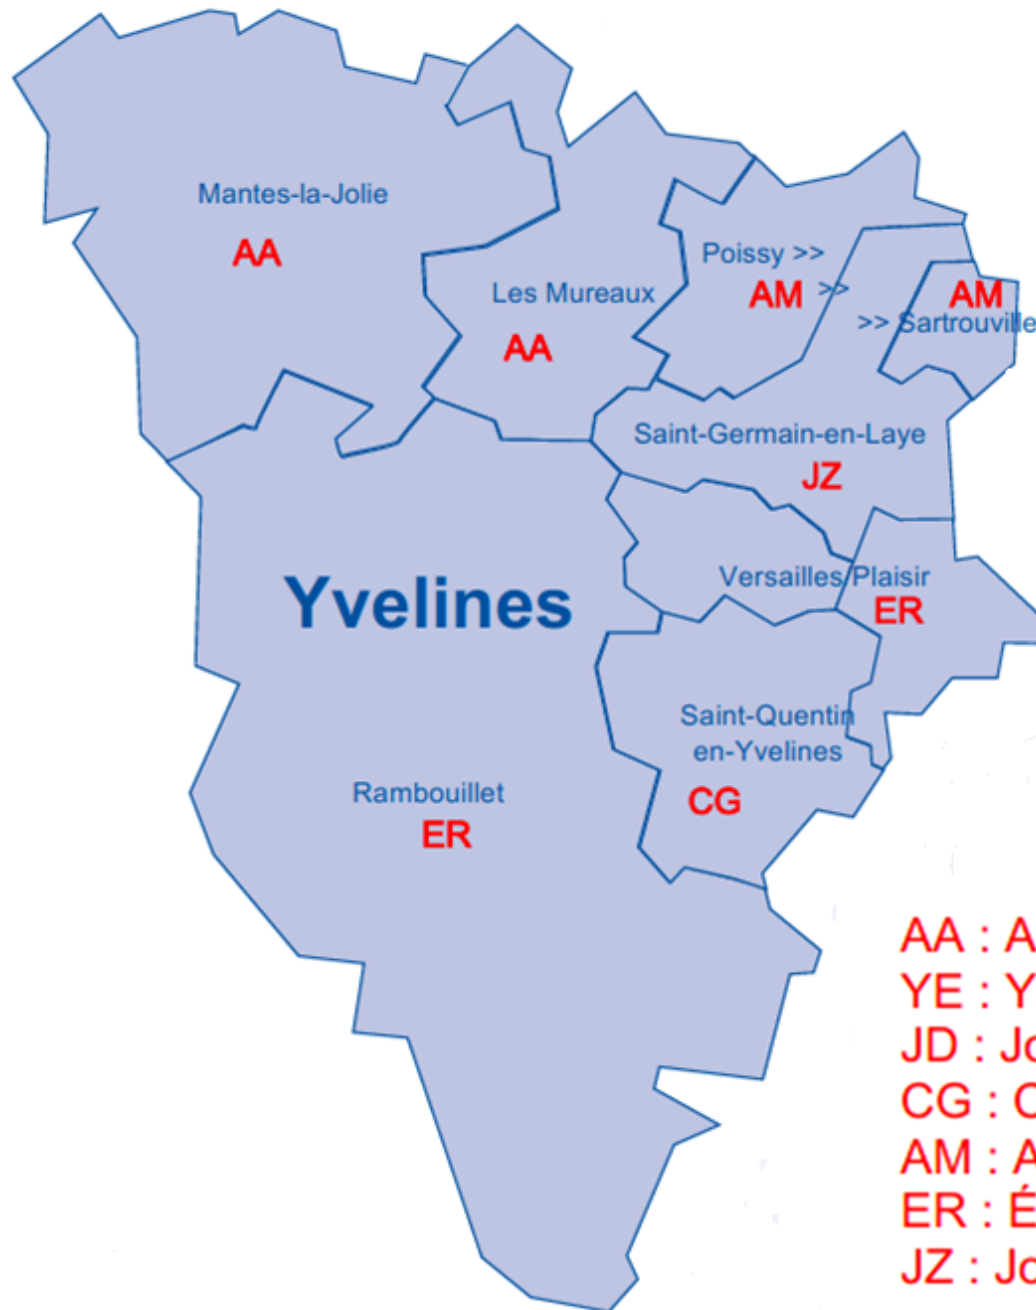 Mantes-la-Jolie
AA
Les Mureaux
AA
Poissy >>
AM >>
AM
>> Sartrouville
Saint-Germain-en-Laye
JZ
Versailles/Plaisir
ER
Yvelines
Saint-Quentin
en-Yvelines
CG
Rambouillet
ER
AA : A
YE : Y
JD : Jo
CG : C
AM : A
ER : É
JZ : Jo